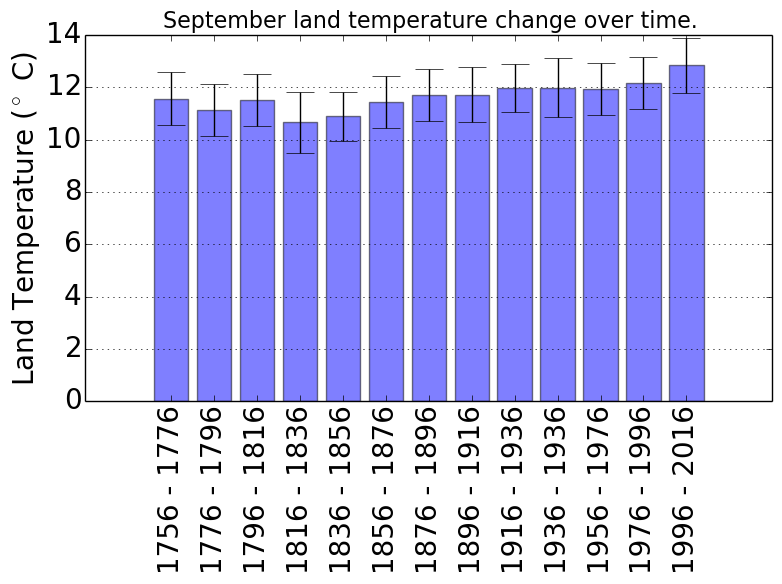 September land temperature change over time.
Land Temperature (° C)
14
12
10
8
6
4
2
0
1756 - 1776
1776 - 1796
1796 - 1816
1816 - 1836
1836 - 1856
1856 - 1876
1876 - 1896
1896 - 1916
1916 - 1936
1936 - 1936
1956 - 1976
1976 - 1996
1996 - 2016